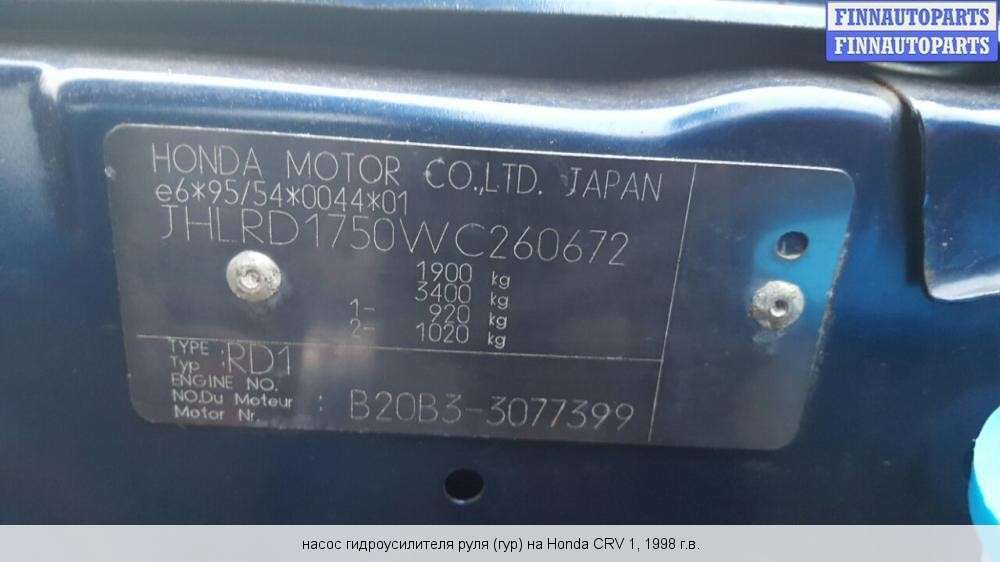 FINNAUTOPARTS
FINNAUTOPARTS
HONDA MOTOR CO.,LTD. JAPAN
e6*95/54*0044*01
JHLRD1750WC260672
1900 kg
3400 kg
1- 920 kg
2- 1020 kg
TYPE
Typ : RD1
ENGINE NO.
NO.Du Moteur : B20B3-3077399
Motor Nr.
насос гидроусилителя руля (гур) на Honda CRV 1, 1998 г.в.